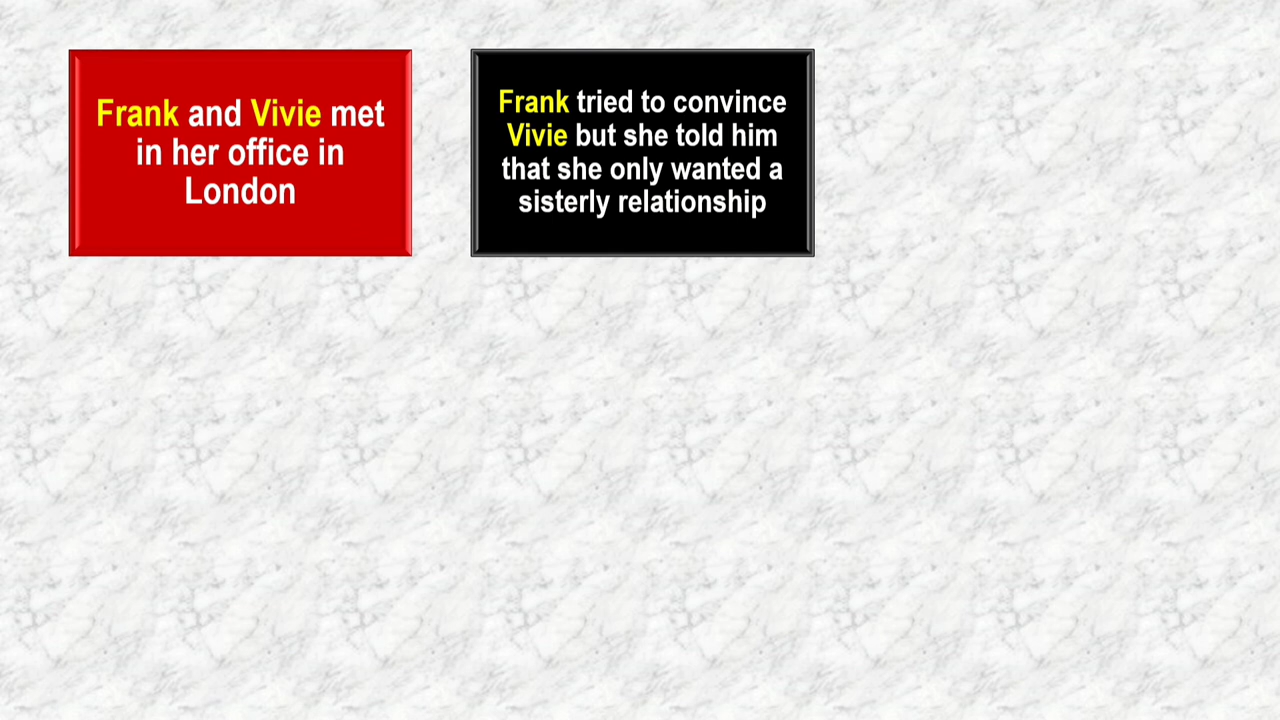 Frank and Vivie met
in her office in
London
Frank tried to convince
Vivie but she told him
that she only wanted a
sisterly relationship